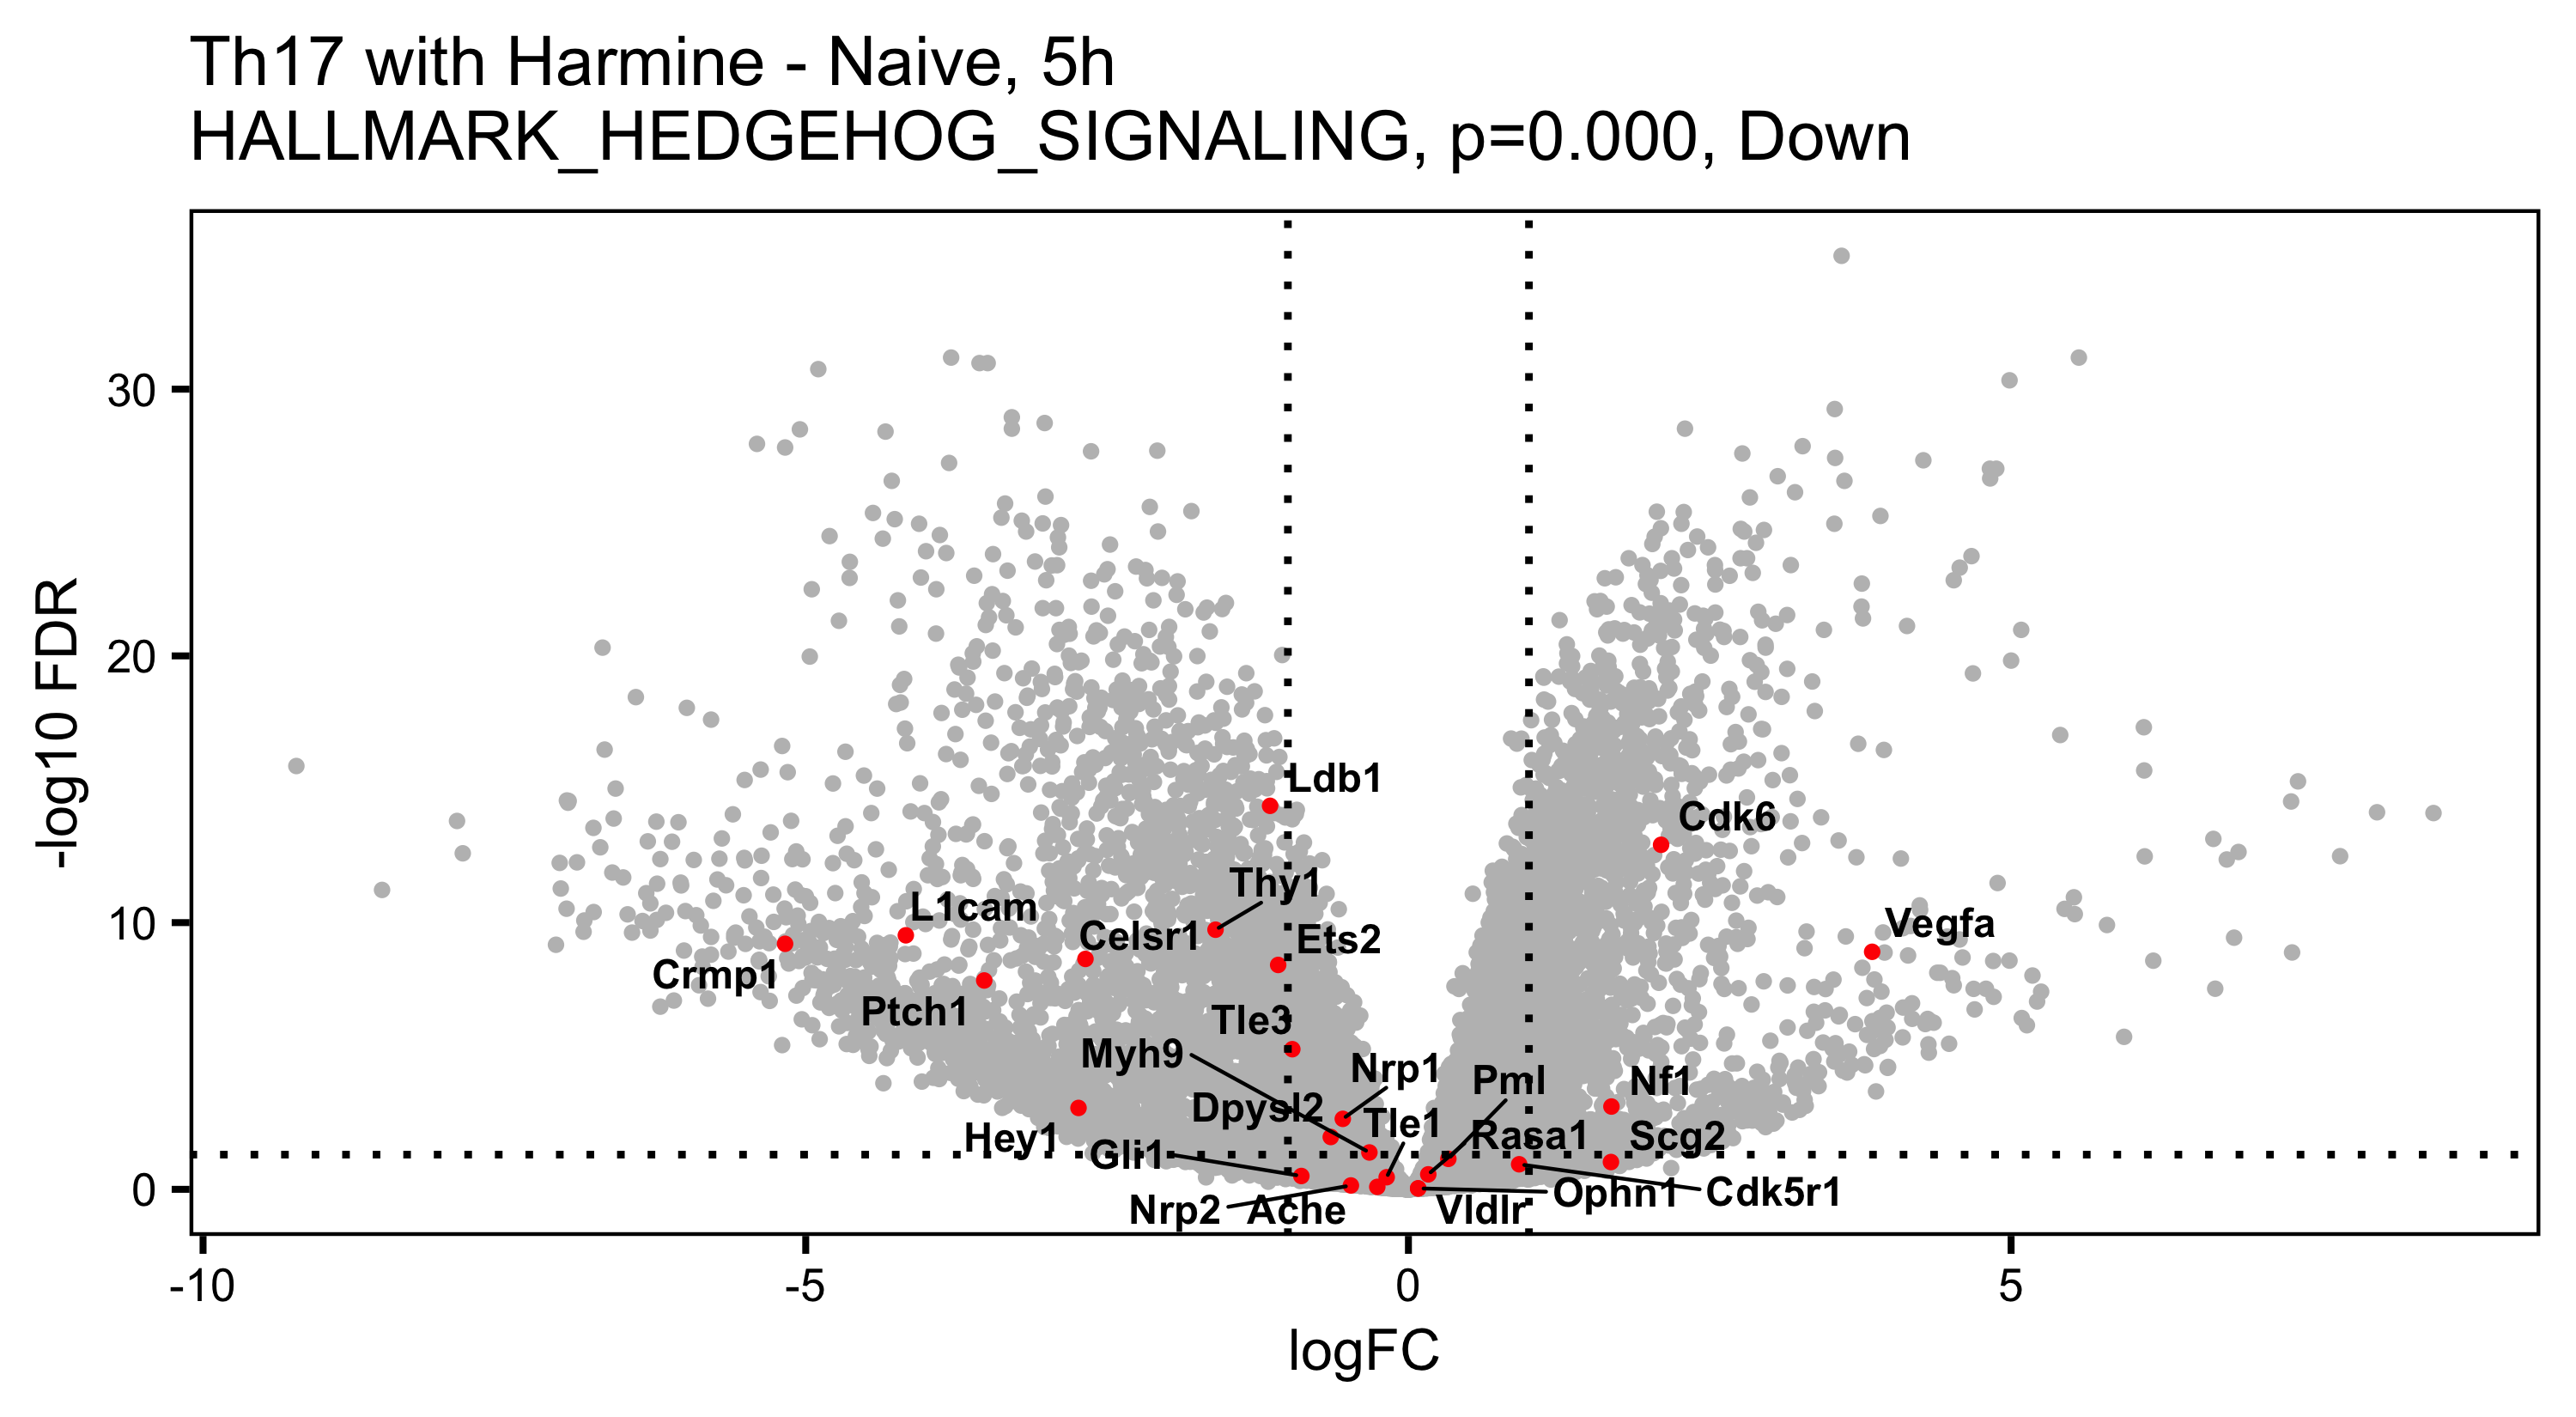 Th17 with Harmine - Naive, 5h
HALLMARK_HEDGEHOG_SIGNALING, p=0.000, Down
-log10 FDR
30
20
10
0
Ldb1
Cdk6
Thy1
L1cam
Vegfa
Celsr1
Ets2
Crmp1
Ptch1
Tle3
Myh9
Nrp1
Pml
Nf1
Dpysl2
Tle1
Rasa1
Scg2
Hey1
Gli1
Ophn1
Cdk5r1
Nrp2
Ache
Vldlr
-10
-5
0
5
logFC